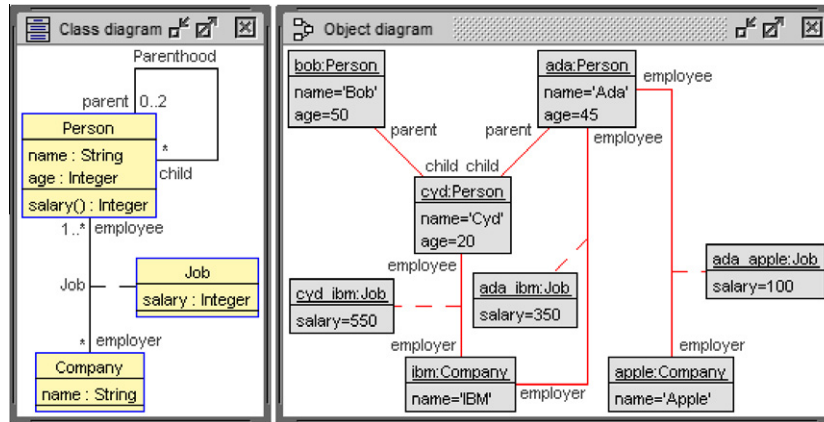 Class diagram
Parenthood
parent 0..2
Person
name : String
age : Integer
salary() : Integer
*
child
1..* employee
Job
Job
salary : Integer
* employer
Company
name : String
Object diagram
bob:Person
name='Bob'
age=50
ada:Person
name='Ada'
age=45
employee
parent
parent
employee
child child
cyd:Person
name='Cyd'
age=20
employee
cyd_ibm:Job
salary=550
ada_ibm:Job
salary=350
ada_apple:Job
salary=100
employer
employer
ibm:Company
name='IBM'
employer
apple:Company
name='Apple'